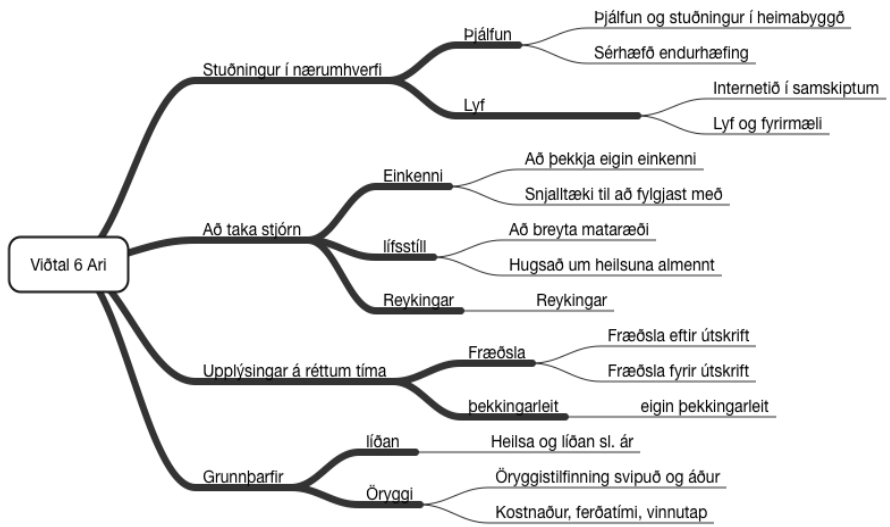 Viðtal 6 Ari
Stuðningur í nærumhverfi
Þjálfun
Þjálfun og stuðningur í heimabyggð
Sérhæfð endurhæfing
Lyf
Internetið í samskiptum
Lyf og fyrirmæli
Að taka stjórn
Einkenni
Að þekkja eigin einkenni
Snjalltæki til að fylgjast með
lífsstíll
Að breyta mataræði
Hugsað um heilsuna almennt
Reykingar
Reykingar
Upplýsingar á réttum tíma
Fræðsla
Fræðsla eftir útskrift
Fræðsla fyrir útskrift
þekkingarleit
eigin þekkingarleit
Grunnþarfir
líðan
Heilsa og líðan sl. ár
Öryggi
Öryggistilfinning svipuð og áður
Kostnaður, ferðatími, vinnutap